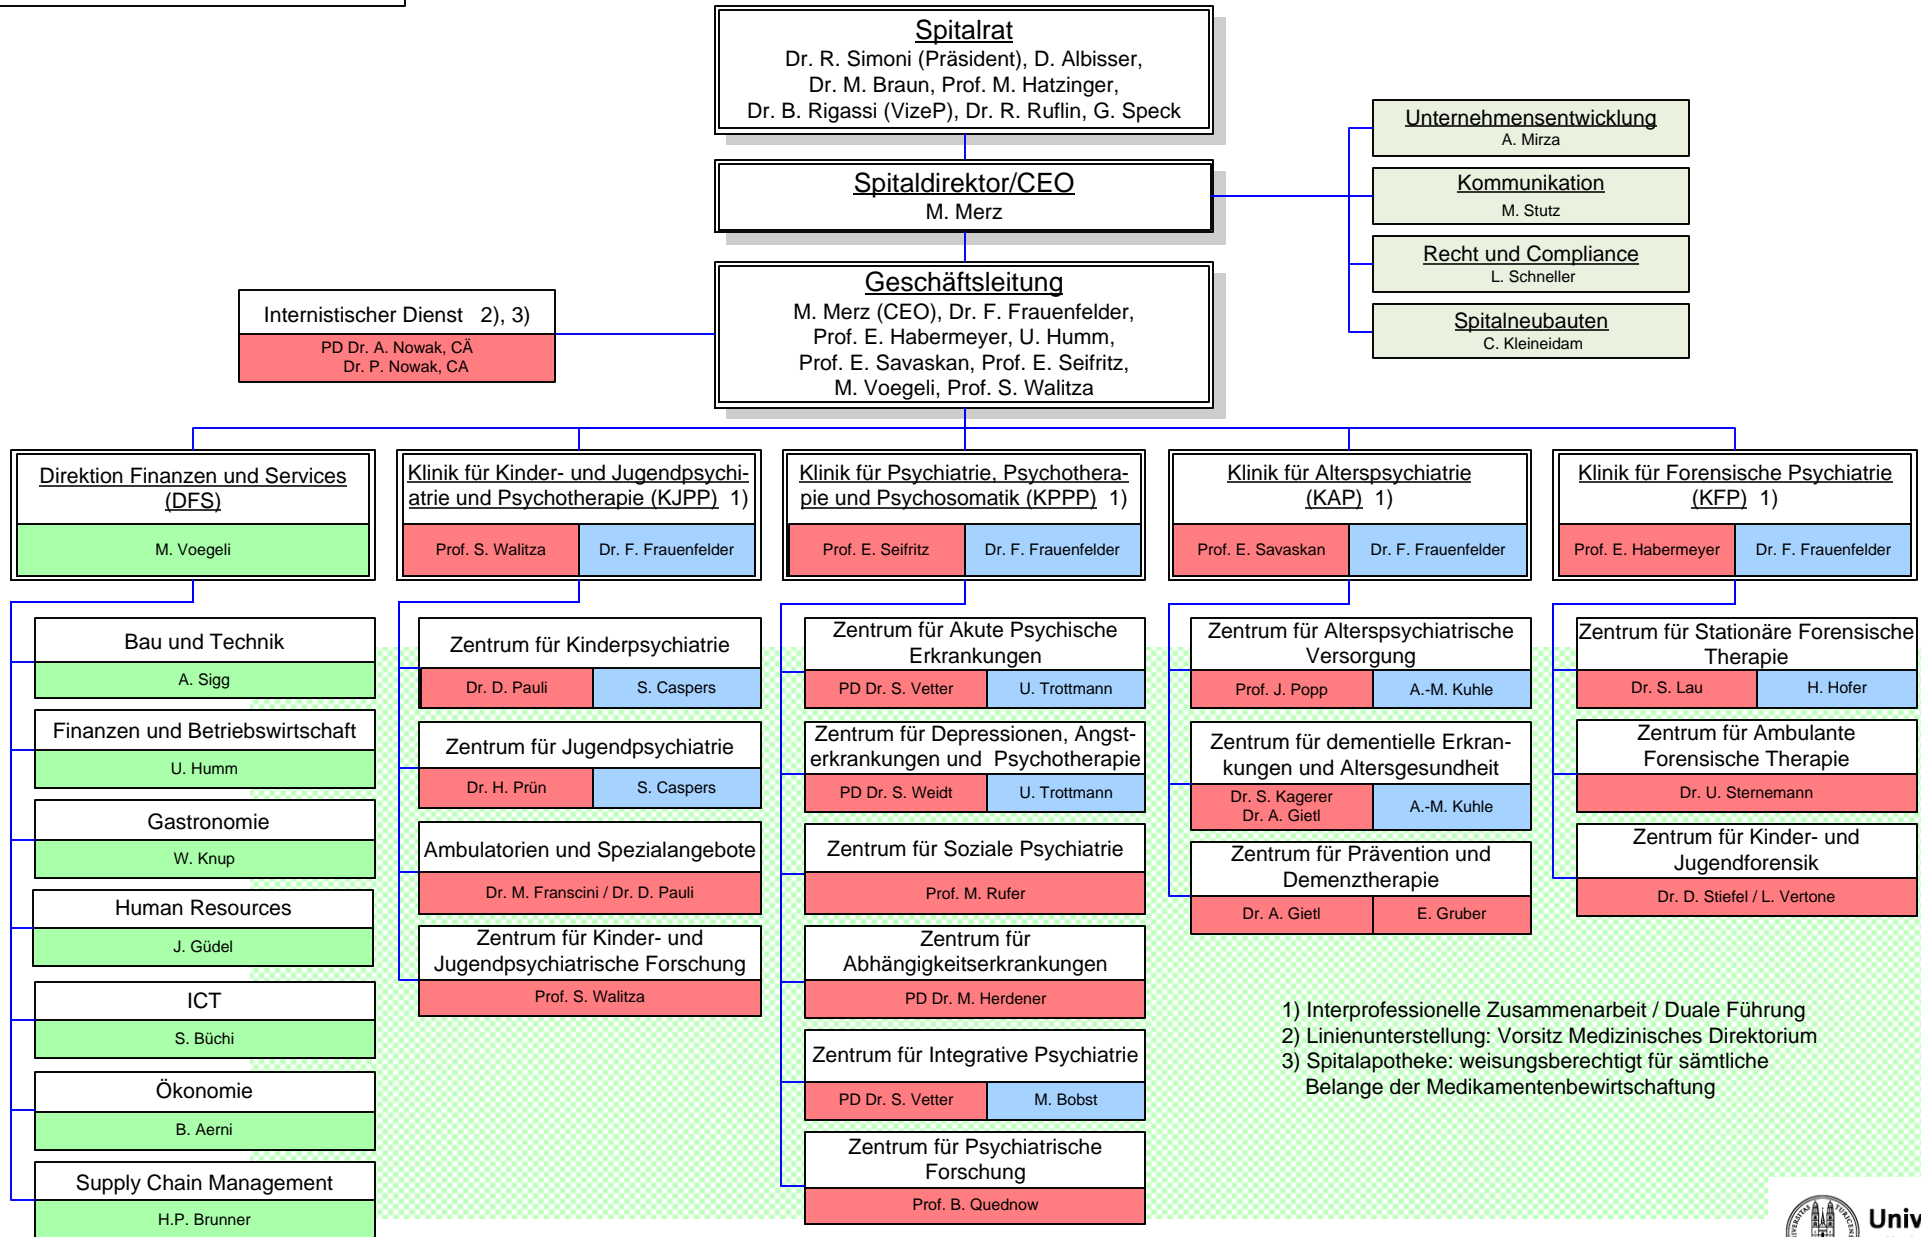 Spitalrat
Dr. R. Simoni (Präsident), D. Albisser,
Dr. M. Braun, Prof. M. Hatzinger,
Dr. B. Rigassi (VizeP), Dr. R. Ruflin, G. Speck
Spitaldirektor/CEO
M. Merz
Unternehmensentwicklung
A. Mirza
Kommunikation
M. Stutz
Recht und Compliance
L. Schneller
Spitalneubauten
C. Kleineidam
Geschäftsleitung
M. Merz (CEO), Dr. F. Frauenfelder,
Prof. E. Habermeyer, U. Humm,
Prof. E. Savaskan, Prof. E. Seifritz,
M. Voegeli, Prof. S. Walitza
Internistischer Dienst 2), 3)
PD Dr. A. Nowak, CÄ
Dr. P. Nowak, CA
Direktion Finanzen und Services
(DFS)
M. Voegeli
Bau und Technik
A. Sigg
Finanzen und Betriebswirtschaft
U. Humm
Gastronomie
W. Knup
Human Resources
J. Güdel
ICT
S. Büchi
Ökonomie
B. Aerni
Supply Chain Management
H.P. Brunner
Klinik für Kinder- und Jugendpsychi-
atrie und Psychotherapie (KJPP) 1)
Prof. S. Walitza
Dr. F. Frauenfelder
Zentrum für Kinderpsychiatrie
Dr. D. Pauli
S. Caspers
Zentrum für Jugendpsychiatrie
Dr. H. Prün
S. Caspers
Ambulatorien und Spezialangebote
Dr. M. Franscini / Dr. D. Pauli
Zentrum für Kinder- und
Jugendpsychiatrische Forschung
Prof. S. Walitza
Klinik für Psychiatrie, Psychothera-
pie und Psychosomatik (KPPP) 1)
Prof. E. Seifritz
Dr. F. Frauenfelder
Zentrum für Akute Psychische
Erkrankungen
PD Dr. S. Vetter
U. Trottmann
Zentrum für Depressionen, Angst-
erkrankungen und Psychotherapie
PD Dr. S. Weidt
U. Trottmann
Zentrum für Soziale Psychiatrie
Prof. M. Rufer
Zentrum für
Abhängigkeitserkrankungen
PD Dr. M. Herdener
Zentrum für Integrative Psychiatrie
PD Dr. S. Vetter
M. Bobst
Zentrum für Psychiatrische
Forschung
Prof. B. Quednow
Klinik für Alterspsychiatrie
(KAP) 1)
Prof. E. Savaskan
Dr. F. Frauenfelder
Zentrum für Alterspsychiatrische
Versorgung
Prof. J. Popp
A.-M. Kuhle
Zentrum für dementielle Erkran-
kungen und Altersgesundheit
Dr. S. Kagerer
Dr. A. Gietl
A.-M. Kuhle
Zentrum für Prävention und
Demenztherapie
Dr. A. Gietl
E. Gruber
Klinik für Forensische Psychiatrie
(KFP) 1)
Prof. E. Habermeyer
Dr. F. Frauenfelder
Zentrum für Stationäre Forensische
Therapie
Dr. S. Lau
H. Hofer
Zentrum für Ambulante
Forensische Therapie
Dr. U. Sternemann
Zentrum für Kinder- und
Jugendforensik
Dr. D. Stiefel / L. Vertone
1) Interprofessionelle Zusammenarbeit / Duale Führung
2) Linienunterstellung: Vorsitz Medizinisches Direktorium
3) Spitalapotheke: weisungsberechtigt für sämtliche
Belange der Medikamentenbewirtschaftung
Univ